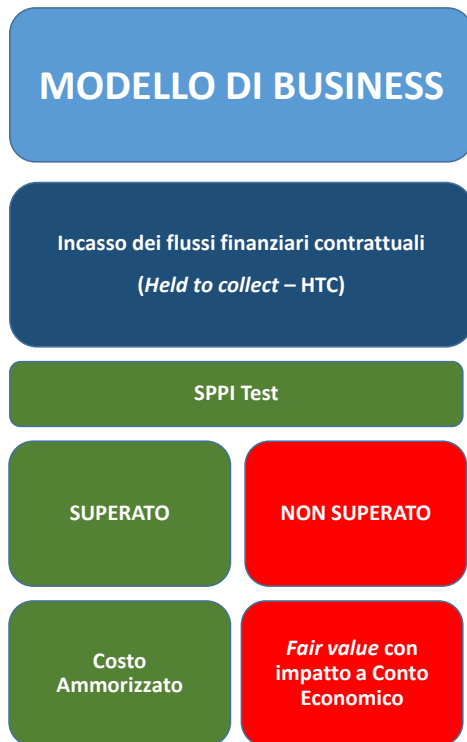 MODELLO DI BUSINESS
Incasso dei flussi finanziari contrattuali
(Held to collect – HTC)
SPPI Test
SUPERATO
NON SUPERATO
Costo
Ammorizzato
Fair value con
impatto a Conto
Economico